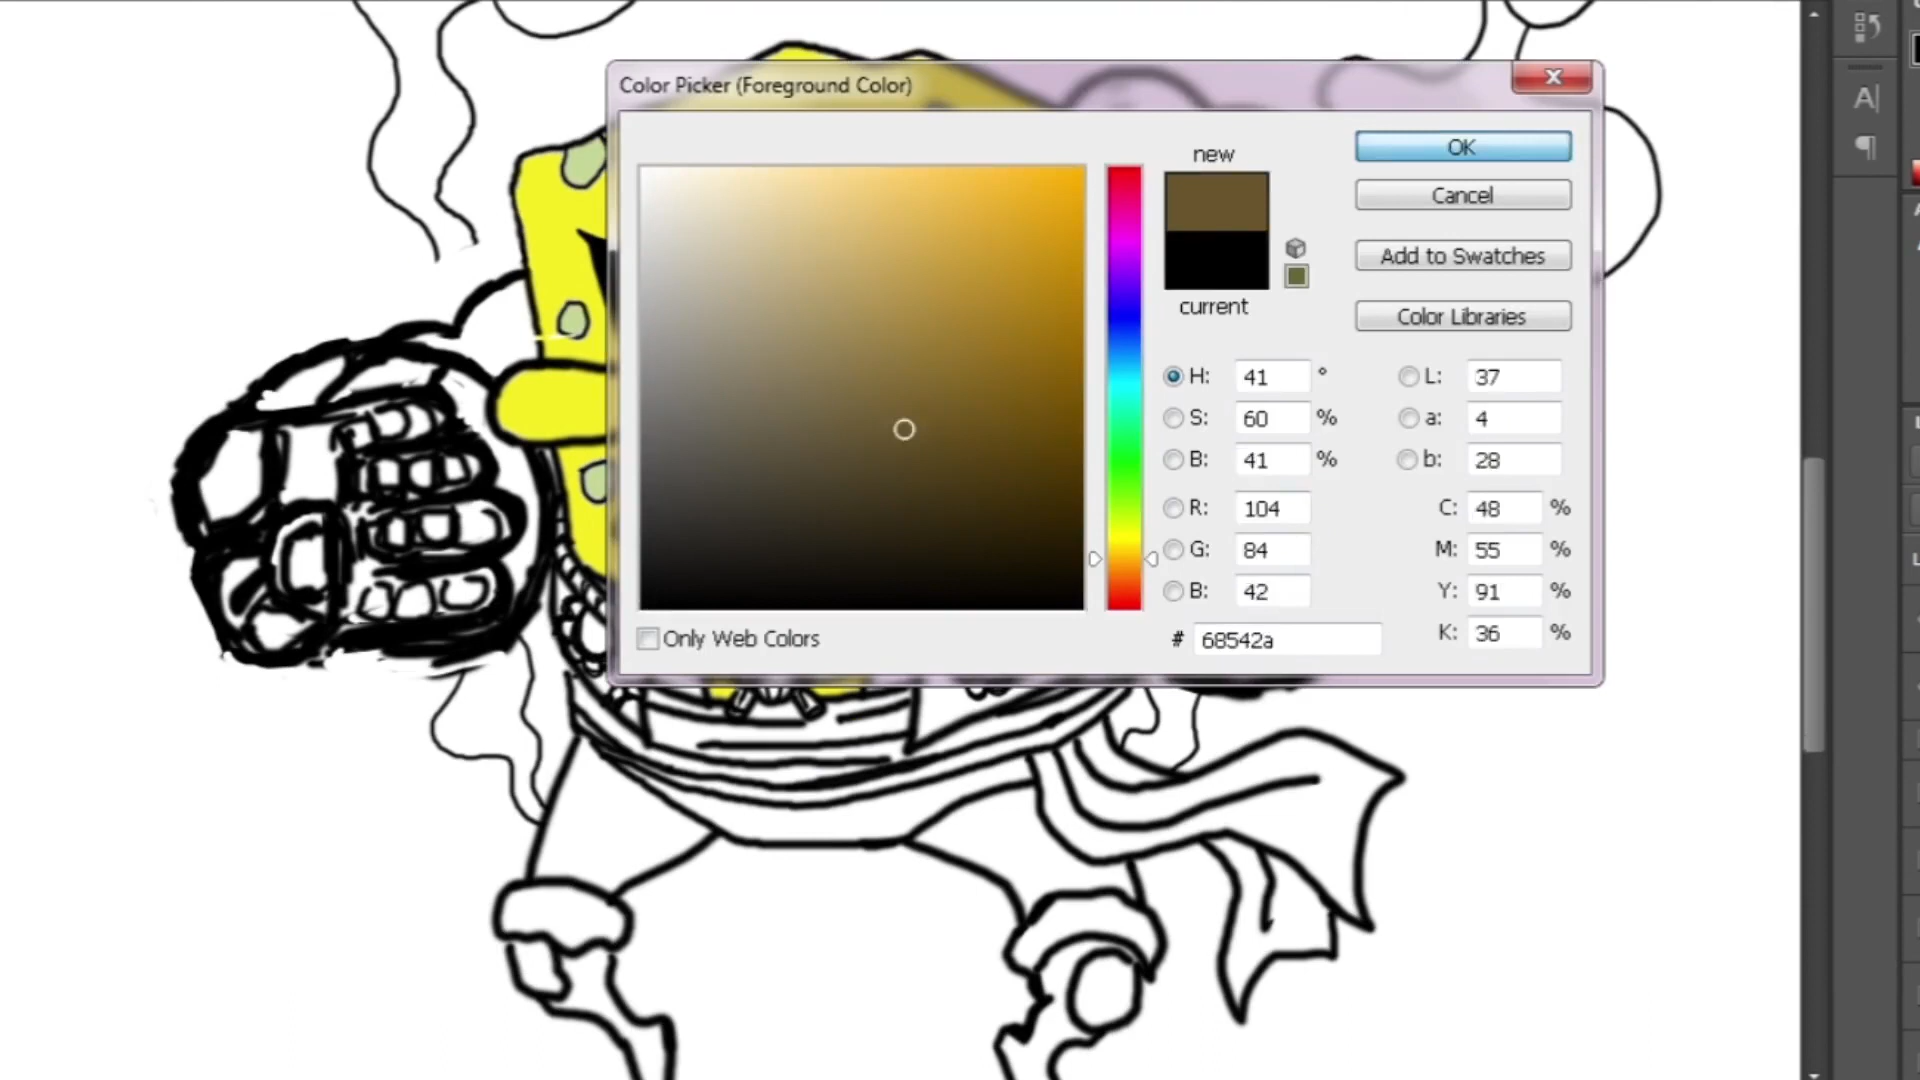 Color Picker (Foreground Color)
new
current
OK
Cancel
Add to Swatches
Color Libraries
H: 41 °
S: 60 %
B: 41 %
R: 104
G: 84
B: 42
# 68542a
L: 37
a: 4
b: 28
C: 48 %
M: 55 %
Y: 91 %
K: 36 %
Only Web Colors
A
¶